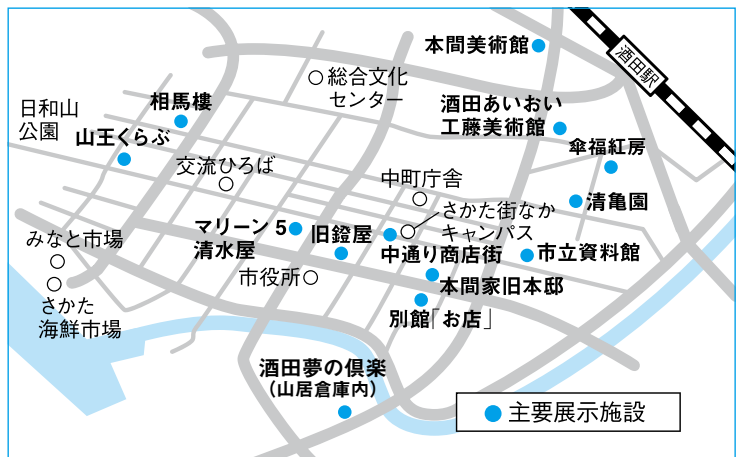 本間美術館
酒田駅
総合文化
センター
相馬樓
日和山
公園
山王くらぶ
酒田あいおい
工藤美術館
傘福紅房
交流ひろば
中町庁舎
清亀園
さかた街なか
キャンパス
マリーン5
清水屋
旧鐙屋
みなと市場
中通り商店街
市立資料館
市役所
本間家旧本邸
さかた
海鮮市場
別館「お店」
酒田夢の倶楽
(山居倉庫内)
主要展示施設